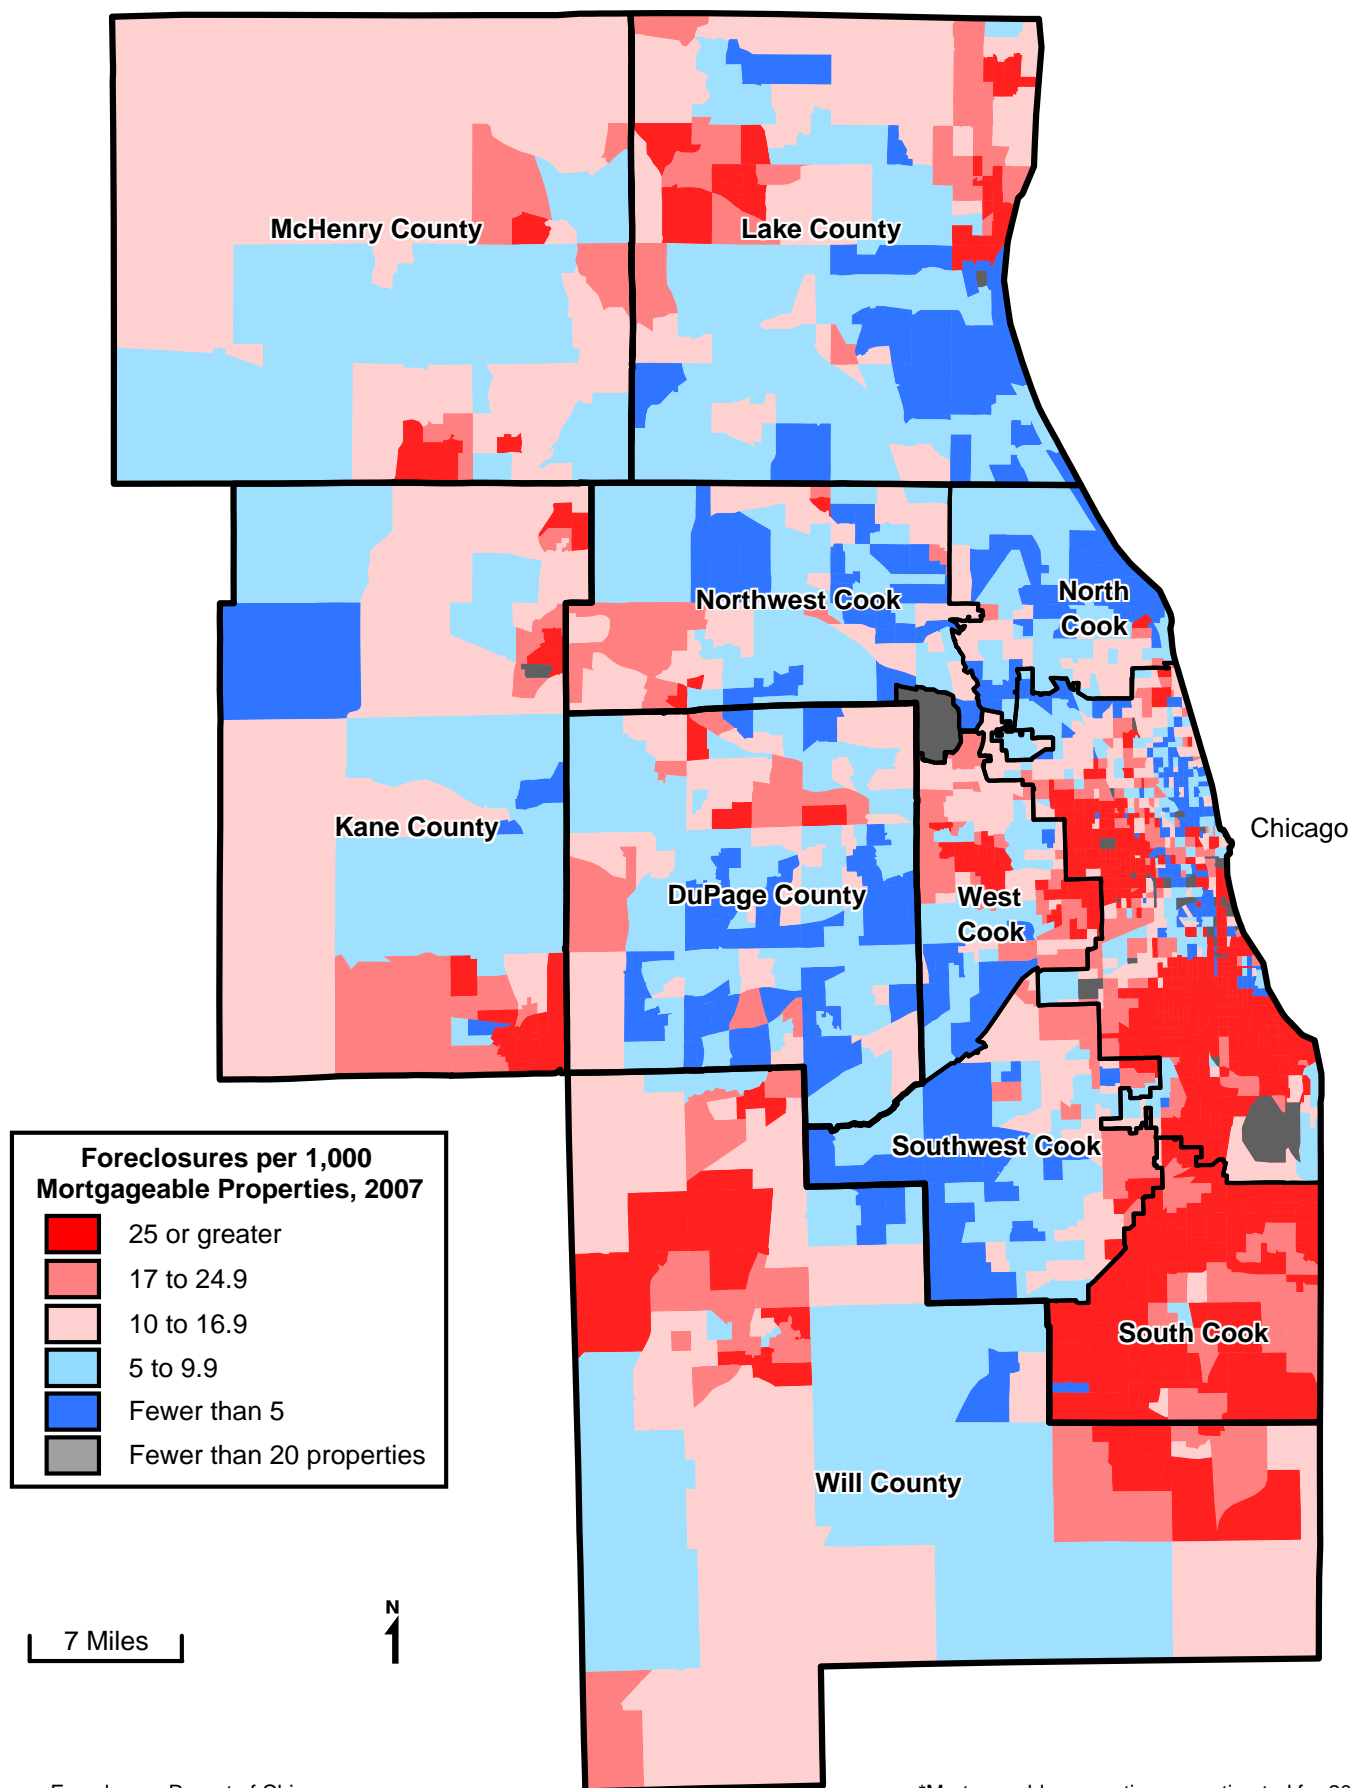 McHenry County
Lake County
Northwest Cook
North
Cook
Kane County
Chicago
DuPage County
West
Cook
Southwest Cook
Foreclosures per 1,000
Mortgageable Properties, 2007
25 or greater
17 to 24.9
10 to 16.9
5 to 9.9
Fewer than 5
Fewer than 20 properties
South Cook
Will County
N
7 Miles